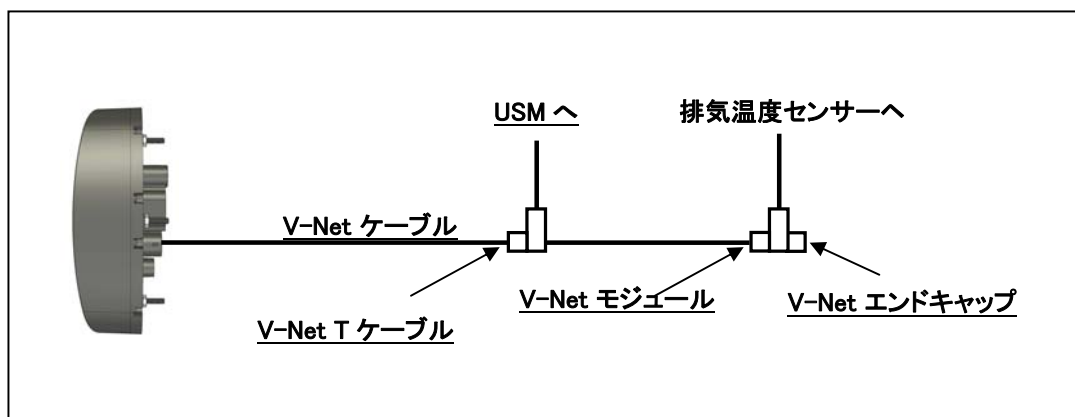 USM へ
排気温度センサーへ
V-Net ケーブル
V-Net モジュール
V-Net エンドキャップ
V-Net T ケーブル